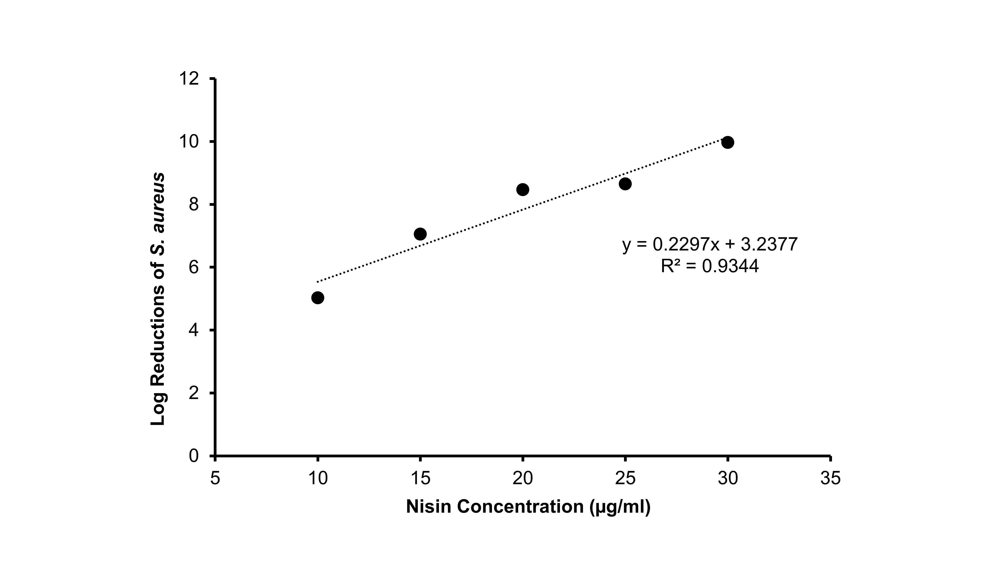 12
10
8
6
4
2
0
Log Reductions of S. aureus
y = 0.2297x + 3.2377
R² = 0.9344
5 10 15 20 25 30 35
Nisin Concentration (µg/ml)